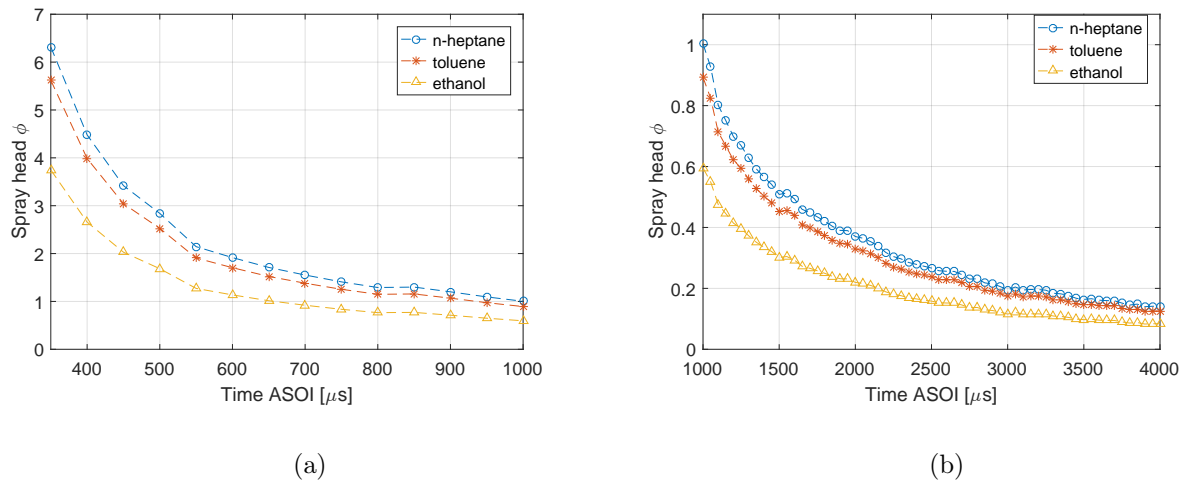 7
6
5
4
3
2
1
0
Spray head ϕ
400 500 600 700 800 900 1000
Time ASOI [μs]
n-heptane
toluene
ethanol
(a)
1
0.8
0.6
0.4
0.2
0
Spray head ϕ
1000 1500 2000 2500 3000 3500 4000
Time ASOI [μs]
n-heptane
toluene
ethanol
(b)